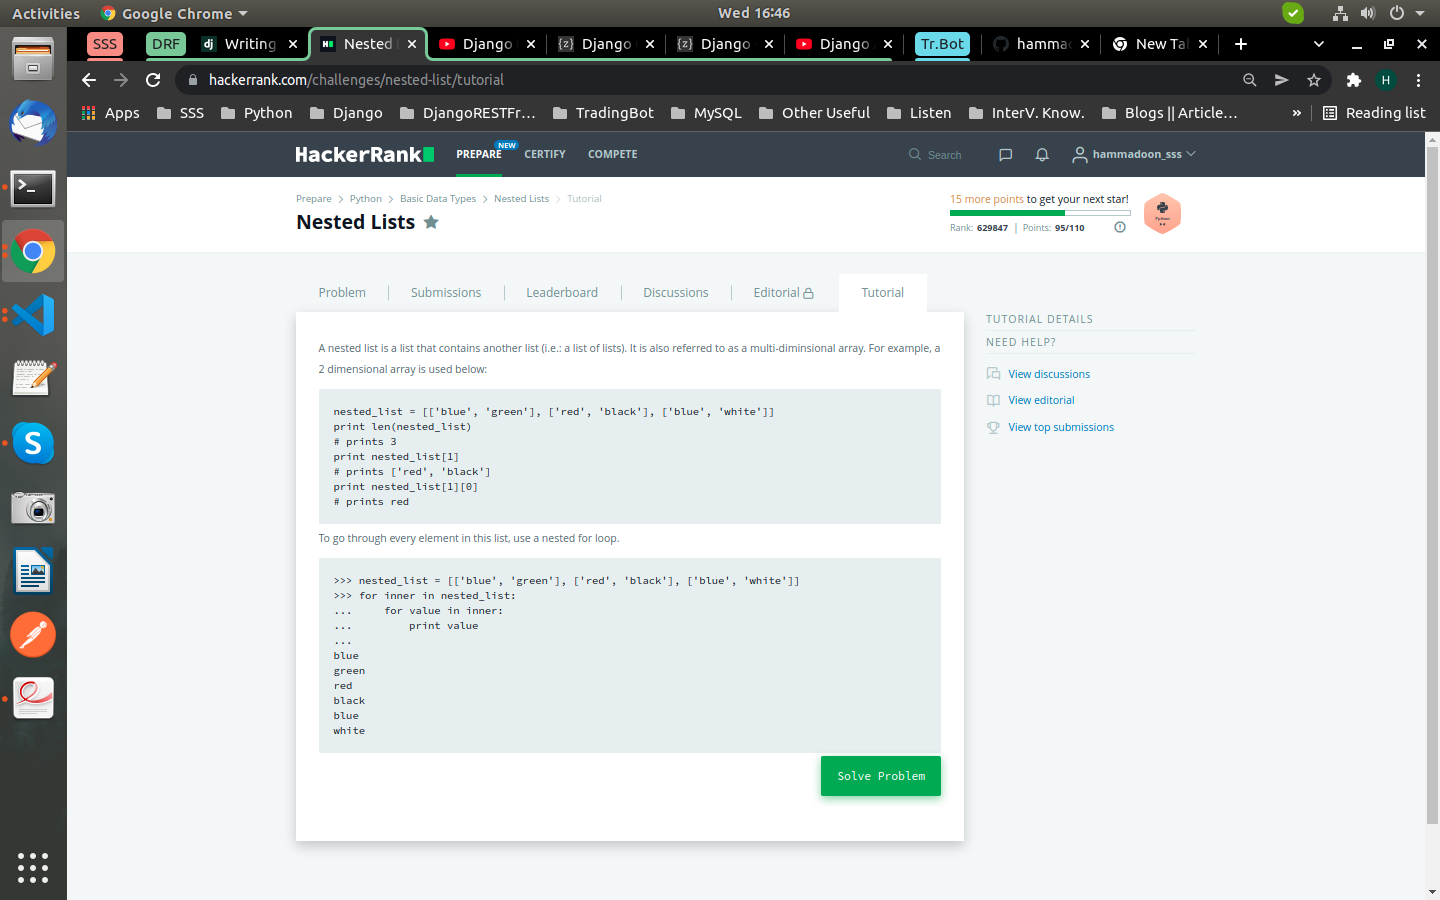 Activities
Google Chrome
Wed 16:46
SSS
DRF
Writing
Nested
Django
Django
Django
Django
Tr.Bot
hammad
New Tab
hackerrank.com/challenges/nested-list/tutorial
H
Apps
SSS
Python
Django
DjangoRESTFr...
TradingBot
MySQL
Other Useful
Listen
InterV. Know.
Blogs || Article...
»
Reading list
HackerRank
PREPARE
NEW
CERTIFY
COMPETE
Search
hammadoon_sss
Prepare > Python > Basic Data Types > Nested Lists > Tutorial
Nested Lists
15 more points to get your next star!
Rank: 629847 | Points: 95/110
Python
Problem
Submissions
Leaderboard
Discussions
Editorial
Tutorial
A nested list is a list that contains another list (i.e.: a list of lists). It is also referred to as a multi-diminsional array. For example, a
2 dimensional array is used below:
nested_list = [['blue', 'green'], ['red', 'black'], ['blue', 'white']]
print len(nested_list)
# prints 3
print nested_list[1]
# prints ['red', 'black']
print nested_list[1][0]
# prints red
To go through every element in this list, use a nested for loop.
>>> nested_list = [['blue', 'green'], ['red', 'black'], ['blue', 'white']]
>>> for inner in nested_list:
...     for value in inner:
...         print value
...
blue
green
red
black
blue
white
Solve Problem
TUTORIAL DETAILS
NEED HELP?
View discussions
View editorial
View top submissions